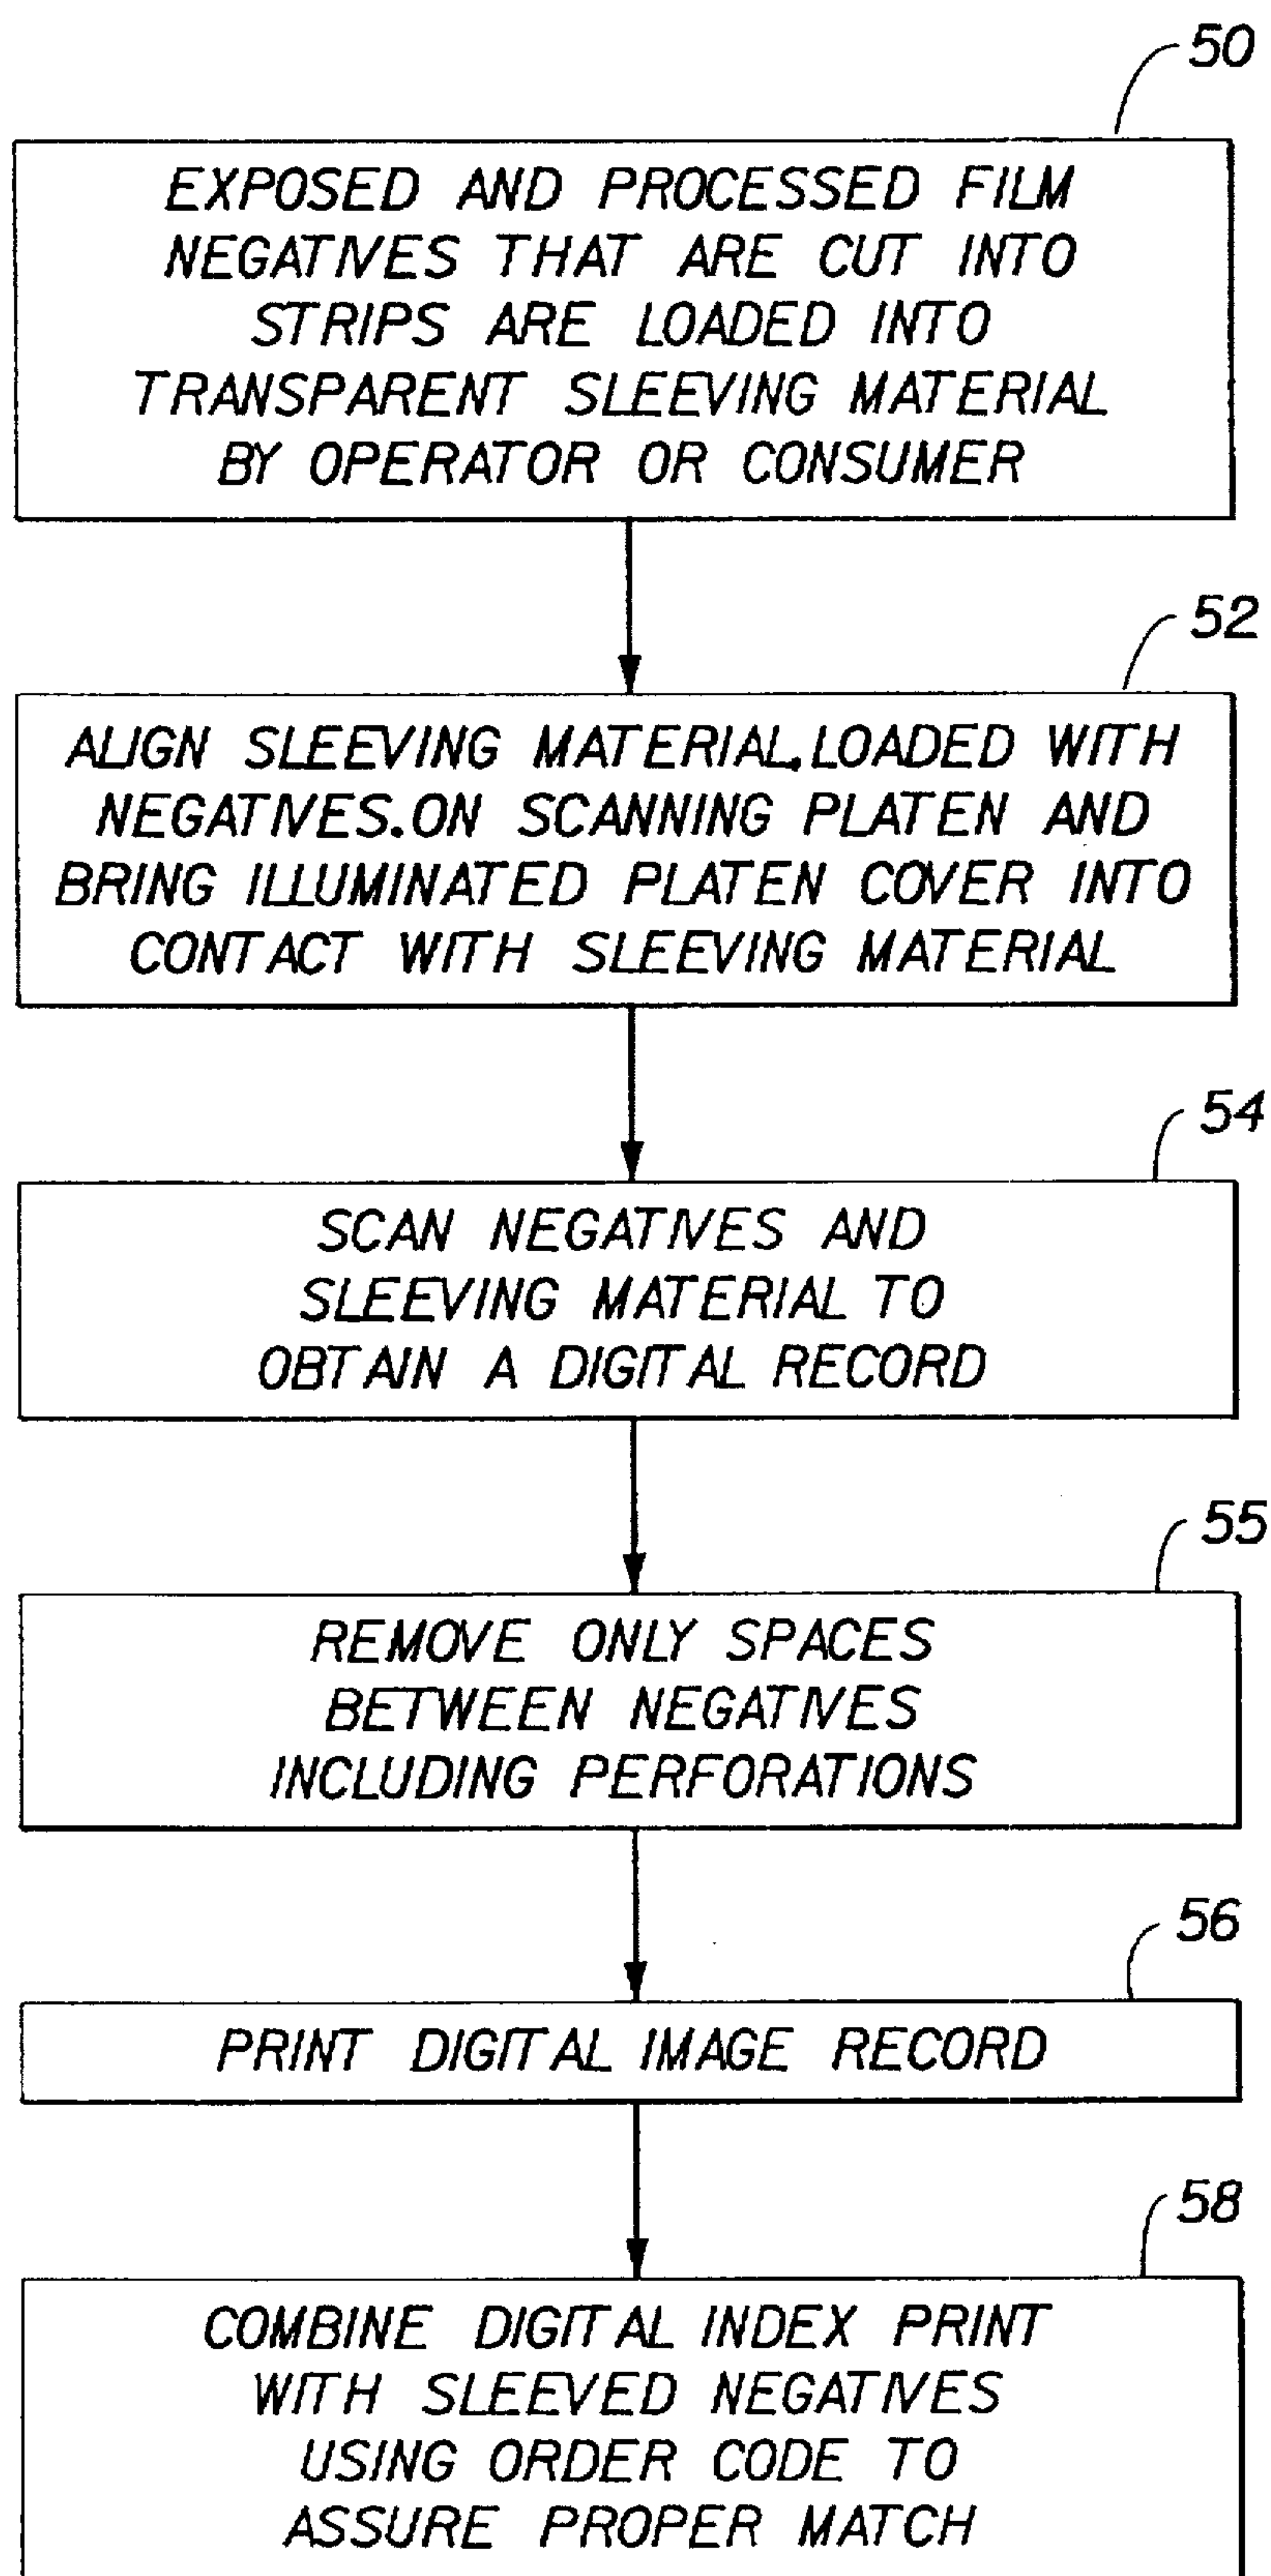 50
EXPOSED AND PROCESSED FILM
NEGATIVES THAT ARE CUT INTO
STRIPS ARE LOADED INTO
TRANSPARENT SLEEVING MATERIAL
BY OPERATOR OR CONSUMER
52
ALIGN SLEEVING MATERIAL.LOADED WITH
NEGATIVES.ON SCANNING PLATEN AND
BRING ILLUMINATED PLATEN COVER INTO
CONTACT WITH SLEEVING MATERIAL
54
SCAN NEGATIVES AND
SLEEVING MATERIAL TO
OBTAIN A DIGITAL RECORD
55
REMOVE ONLY SPACES
BETWEEN NEGATIVES
INCLUDING PERFORATIONS
56
PRINT DIGITAL IMAGE RECORD
58
COMBINE DIGITAL INDEX PRINT
WITH SLEEVED NEGATIVES
USING ORDER CODE TO
ASSURE PROPER MATCH